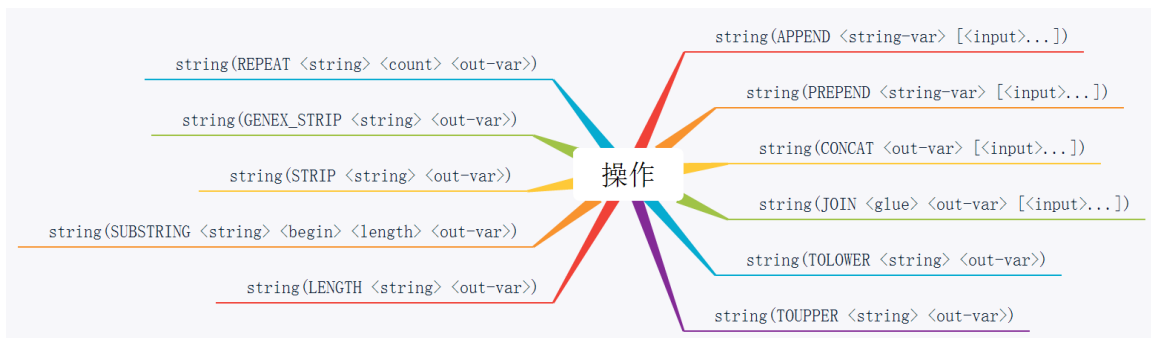 string(APPEND <string-var> [<input>...])
string(REPEAT <string> <count> <out-var>)
string(PREPEND <string-var> [<input>...])
string(GENEX_STRIP <string> <out-var>)
string(CONCAT <out-var> [<input>...])
操作
string(STRIP <string> <out-var>)
string(JOIN <glue> <out-var> [<input>...])
string(SUBSTRING <string> <begin> <length> <out-var>)
string(TOLOWER <string> <out-var>)
string(LENGTH <string> <out-var>)
string(TOUPPER <string> <out-var>)